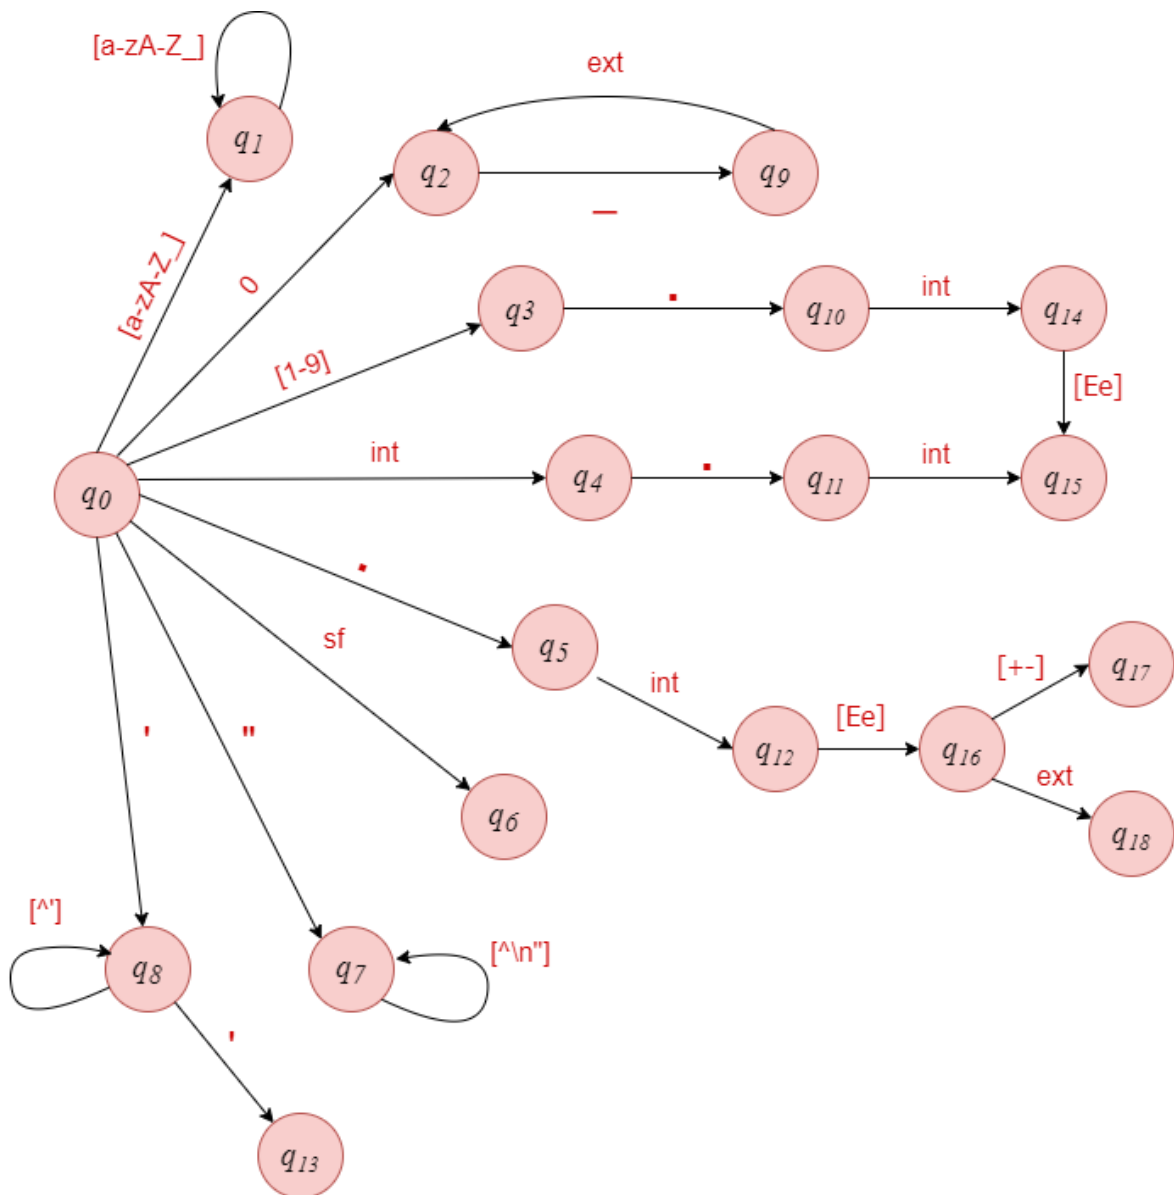 [a-zA-Z_]
ext
q1
q2
q9
_
[a-zA-Z_]
0
[1-9]
q3
.
q10
int
q14
[Ee]
int
q0
q4
.
q11
int
q15
.
q5
sf
int
[+-]
q17
q12
[Ee]
q16
ext
q18
'
"
q6
[^']
q8
q7
[^\n"]
'
q13